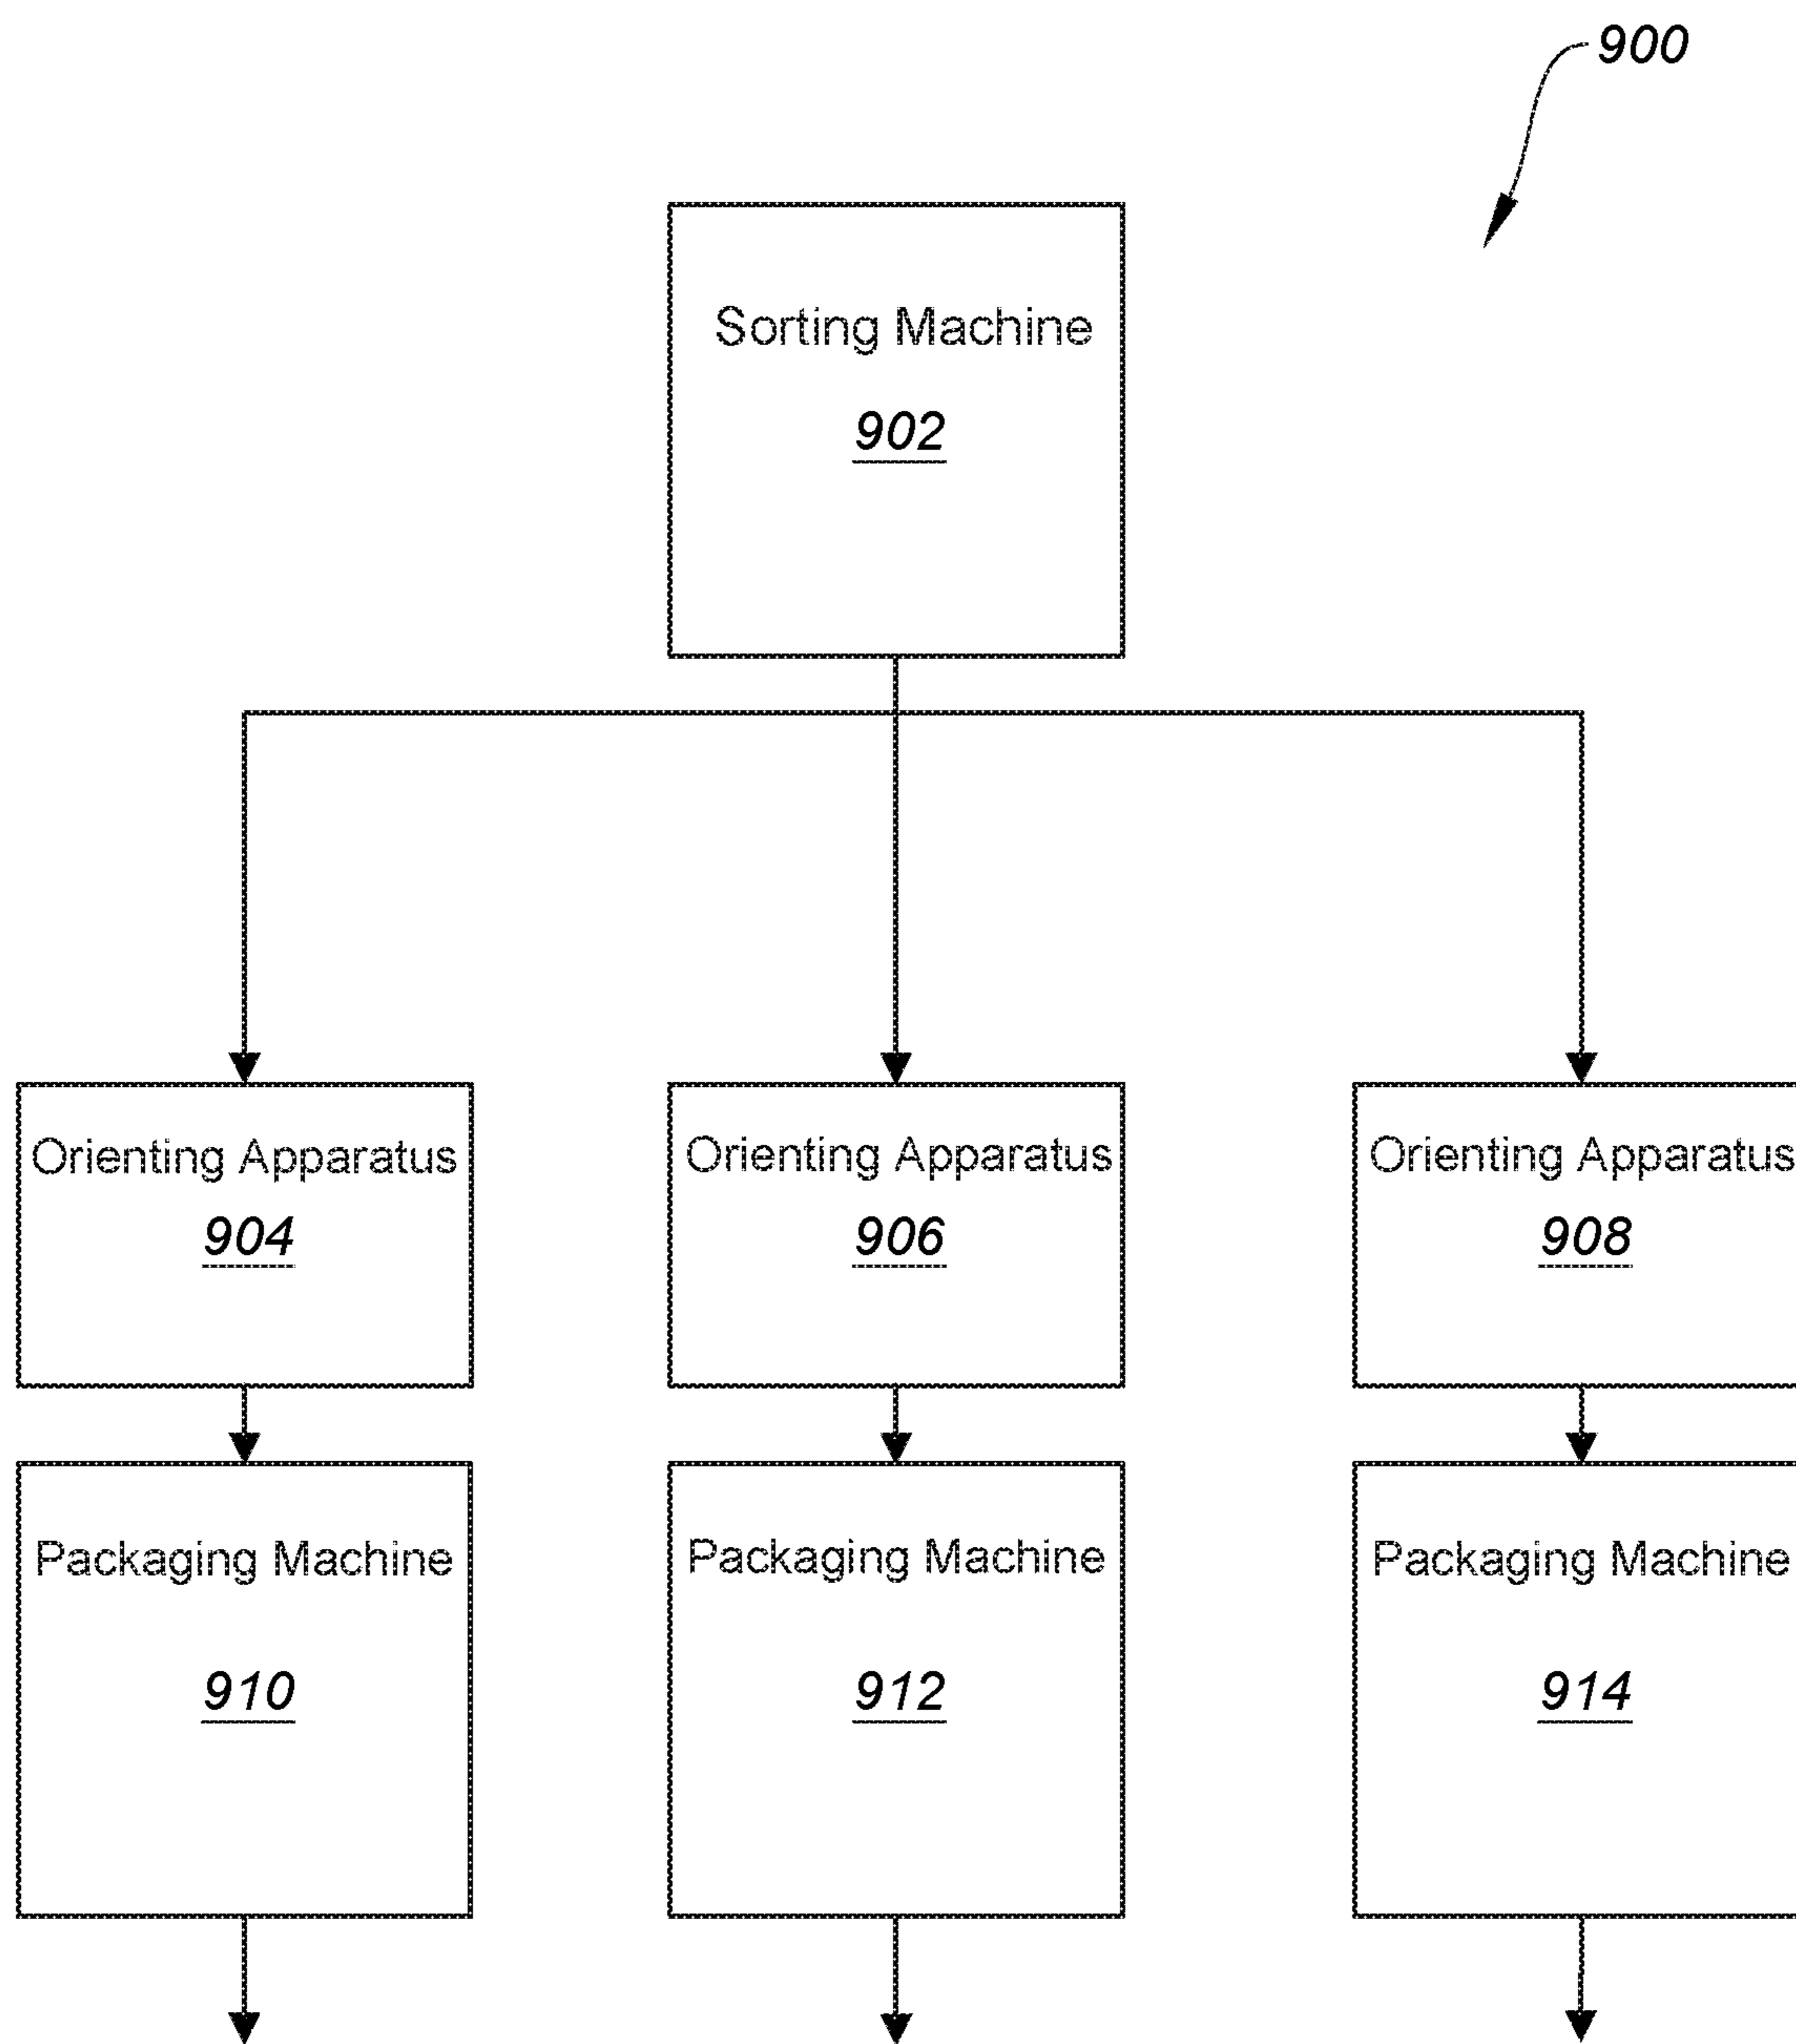 900
Sorting Machine
902
Orienting Apparatus
904
Orienting Apparatus
906
Orienting Apparatus
908
Packaging Machine
910
Packaging Machine
912
Packaging Machine
914